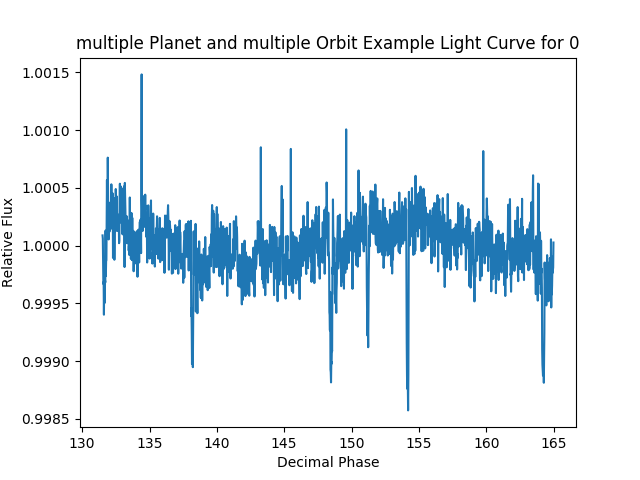 multiple Planet and multiple Orbit Example Light Curve for 0
1.0015
1.0010
1.0005
1.0000
0.9995
0.9990
0.9985
Relative Flux
130 135 140 145 150 155 160 165
Decimal Phase